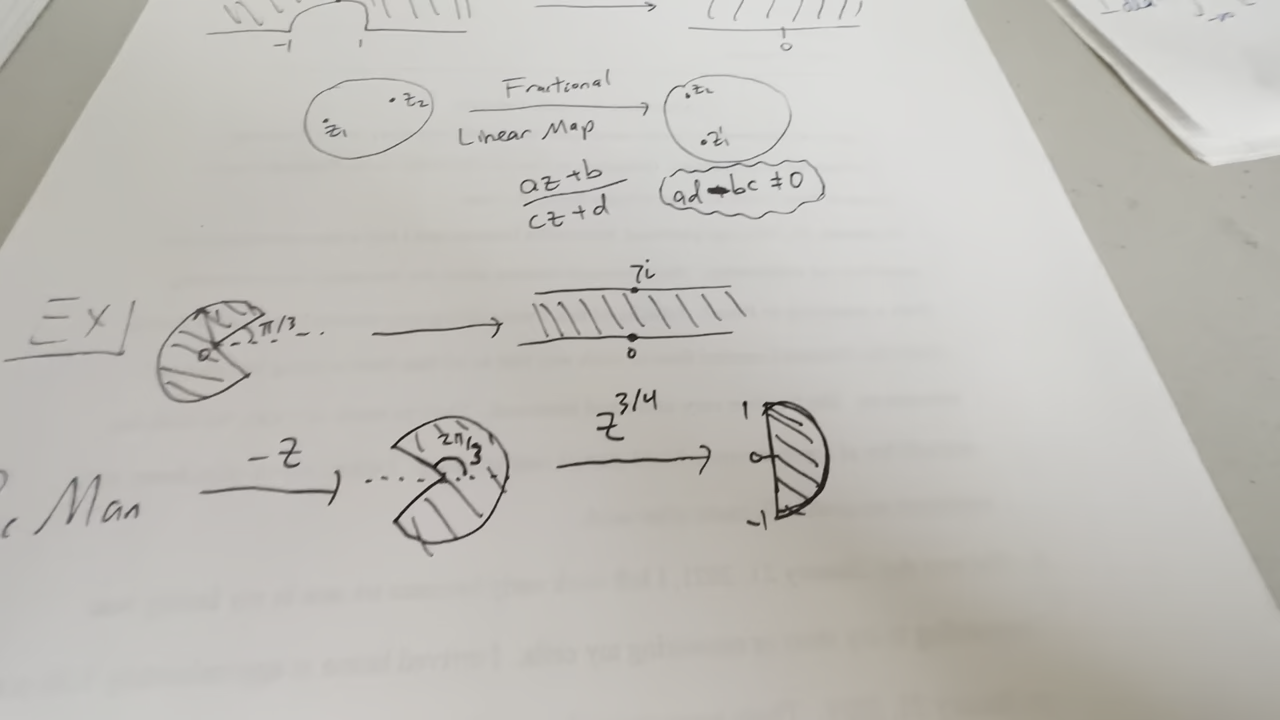 -1 1
0
z₂
z₁
Fractional
Linear Map
z₂
z₁'
az+b
cz+d
ad-bc≠0
Ex
π/3
0
7i
0
Man
-z
2π/3
z^{3/4}
1
0
-1